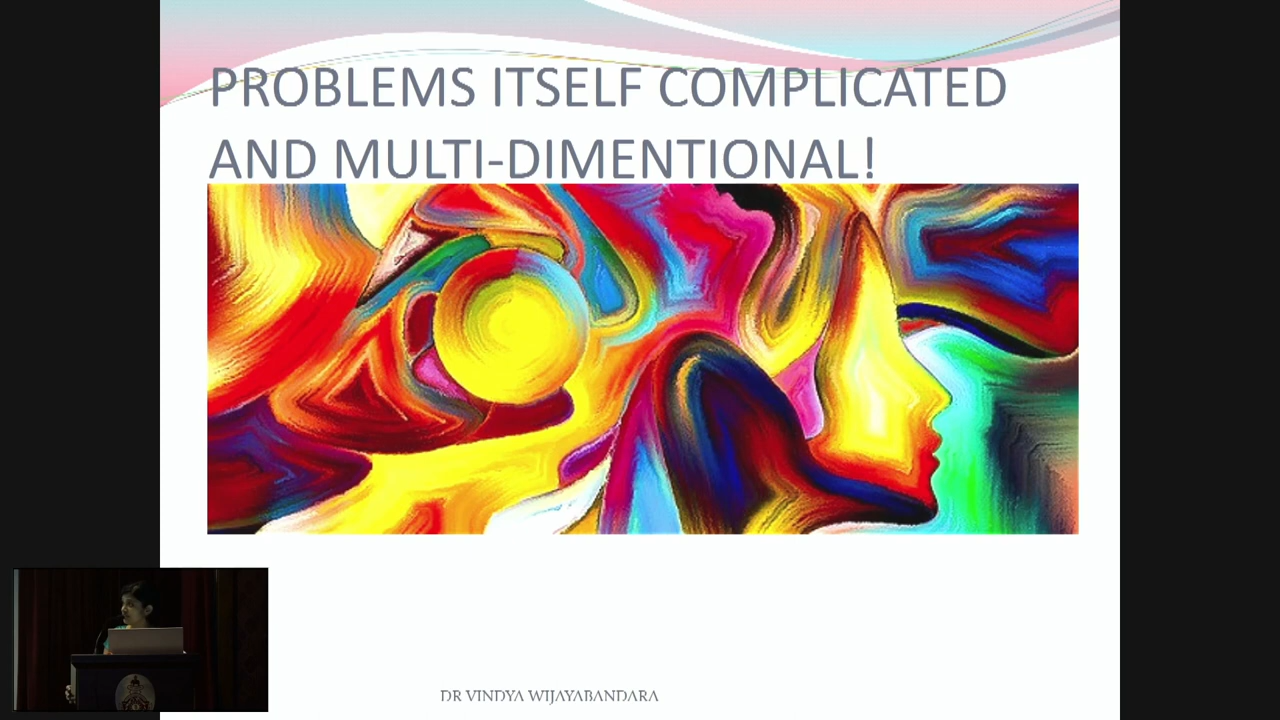 PROBLEMS ITSELF COMPLICATED
AND MULTI-DIMENTIONAL!
DR VINDYA WIJAYABANDARA